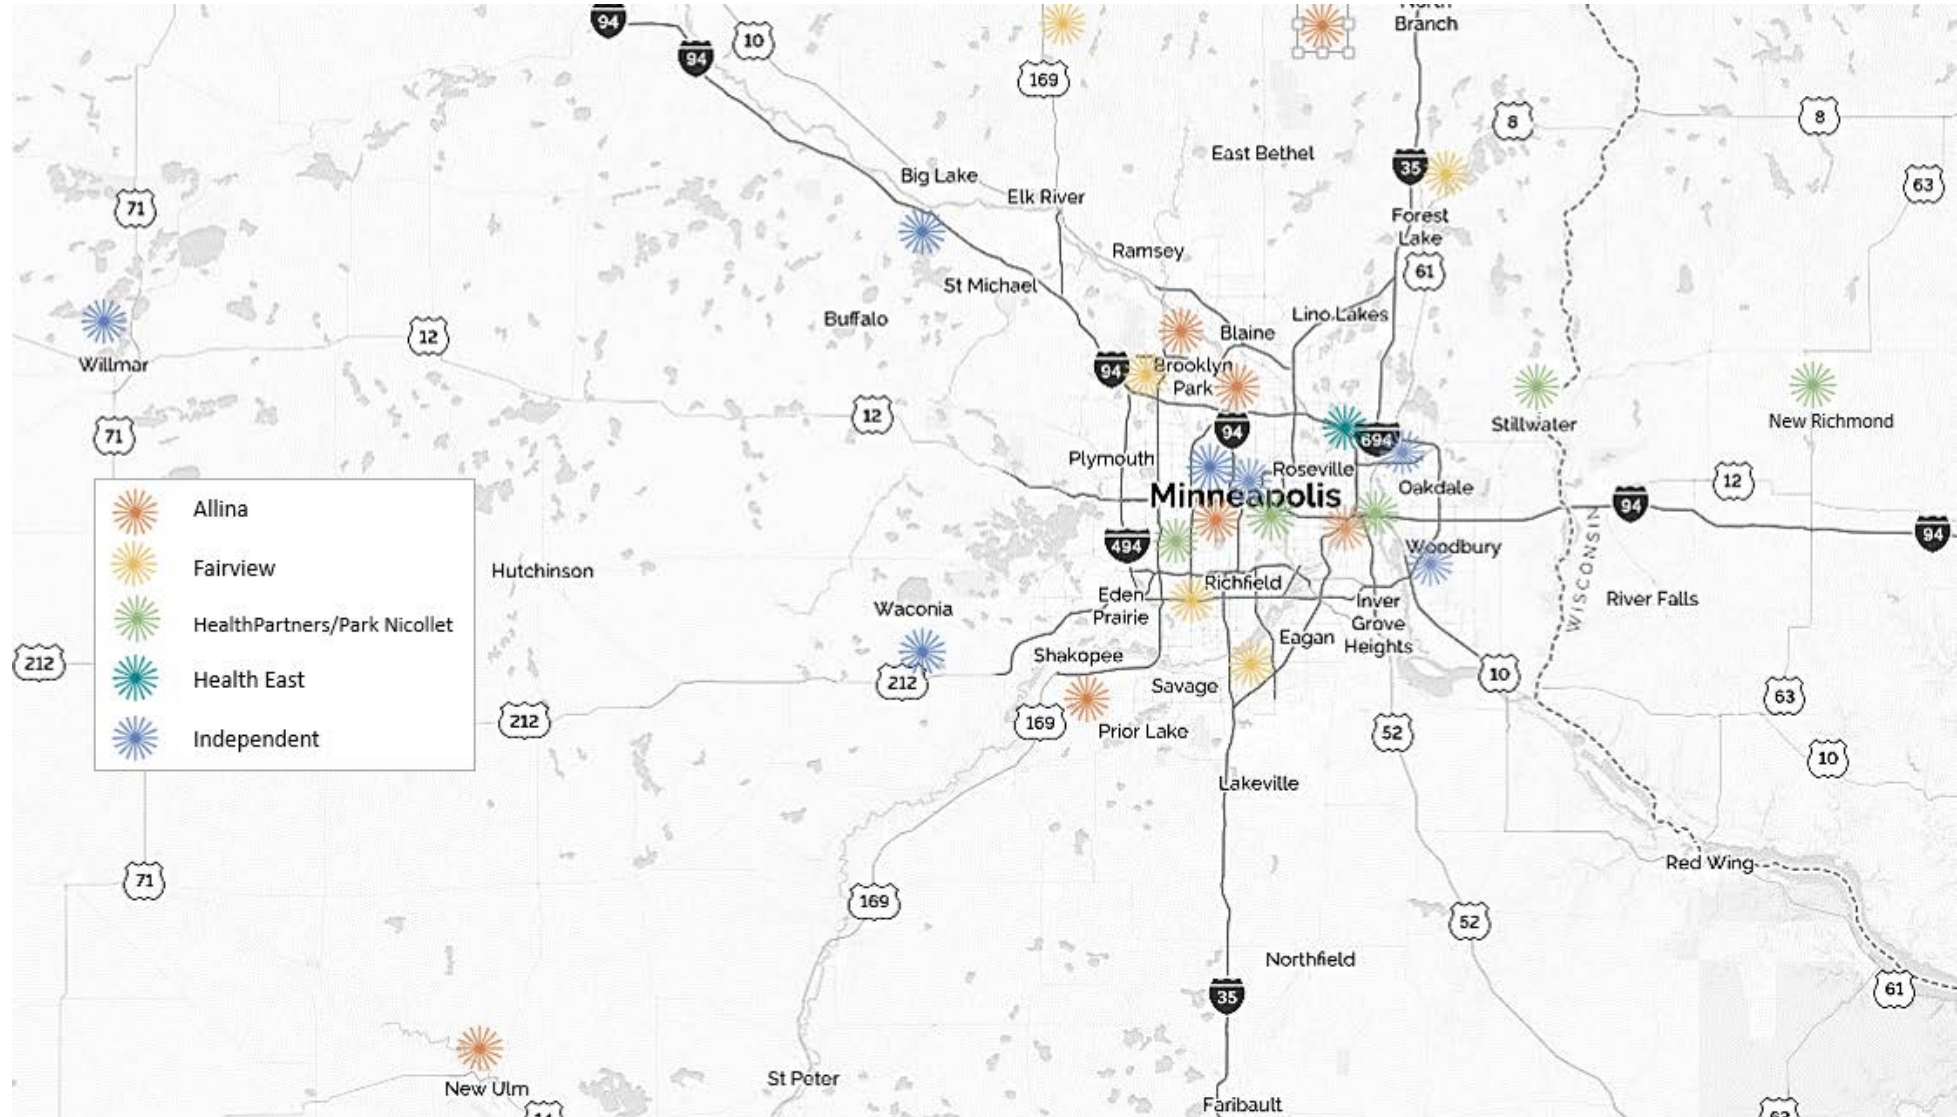 94
10
North
Branch
94
169
8
8
East Bethel
35
Big Lake
63
Elk River
71
Forest
Lake
Ramsey
61
St Michael
Lino Lakes
Buffalo
Blaine
12
Willmar
94
Brooklyn
Park
12
New Richmond
Stillwater
71
94
694
Plymouth
Roseville
12
Oakdale
Minneapolis
94
Allina
94
494
Woodbury
WISCONSIN
Fairview
Hutchinson
Richfield
Eden
Prairie
Inver
Grove
Heights
River Falls
Waconia
HealthPartners/Park Nicollet
Eagan
Shakopee
212
212
Health East
Savage
10
63
212
169
Prior Lake
52
Independent
10
Lakeville
Red Wing
71
169
52
Northfield
61
35
St Peter
New Ulm
Faribault